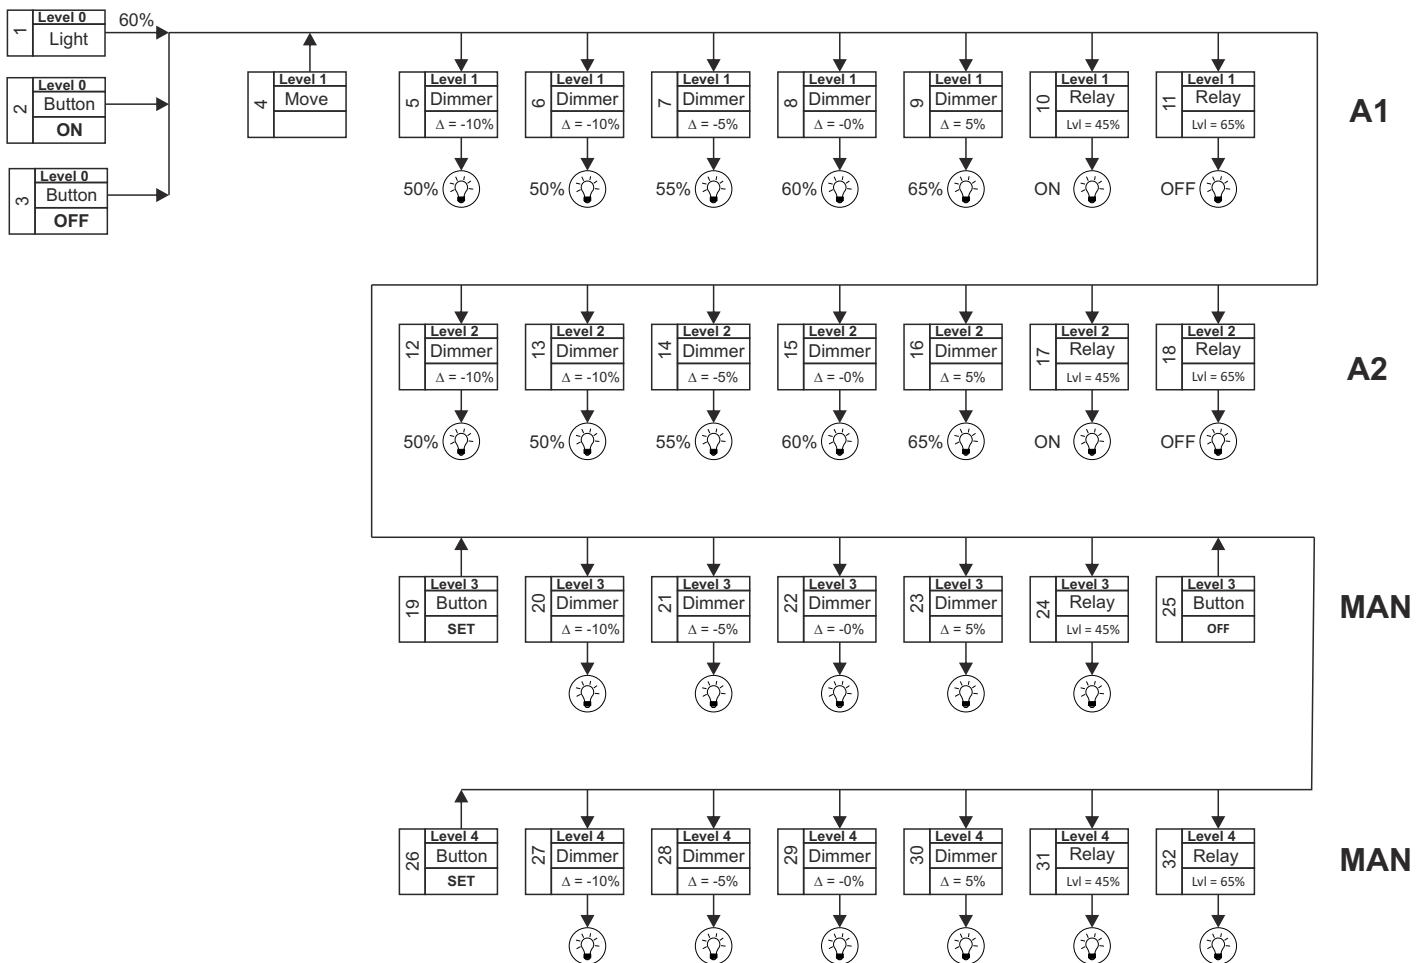 1
Level 0
Light
60%
2
Level 0
Button
ON
3
Level 0
Button
OFF
4
Level 1
Move
5
Level 1
Dimmer
Δ = -10%
50%
6
Level 1
Dimmer
Δ = -10%
50%
7
Level 1
Dimmer
Δ = -5%
55%
8
Level 1
Dimmer
Δ = -0%
60%
9
Level 1
Dimmer
Δ = 5%
65%
10
Level 1
Relay
Lvl = 45%
ON
11
Level 1
Relay
Lvl = 65%
OFF
A1
12
Level 2
Dimmer
Δ = -10%
50%
13
Level 2
Dimmer
Δ = -10%
50%
14
Level 2
Dimmer
Δ = -5%
55%
15
Level 2
Dimmer
Δ = -0%
60%
16
Level 2
Dimmer
Δ = 5%
65%
17
Level 2
Relay
Lvl = 45%
ON
18
Level 2
Relay
Lvl = 65%
OFF
A2
19
Level 3
Button
SET
20
Level 3
Dimmer
Δ = -10%
21
Level 3
Dimmer
Δ = -5%
22
Level 3
Dimmer
Δ = -0%
23
Level 3
Dimmer
Δ = 5%
24
Level 3
Relay
Lvl = 45%
25
Level 3
Button
OFF
MAN
26
Level 4
Button
SET
27
Level 4
Dimmer
Δ = -10%
28
Level 4
Dimmer
Δ = -5%
29
Level 4
Dimmer
Δ = -0%
30
Level 4
Dimmer
Δ = 5%
31
Level 4
Relay
Lvl = 45%
32
Level 4
Relay
Lvl = 65%
MAN